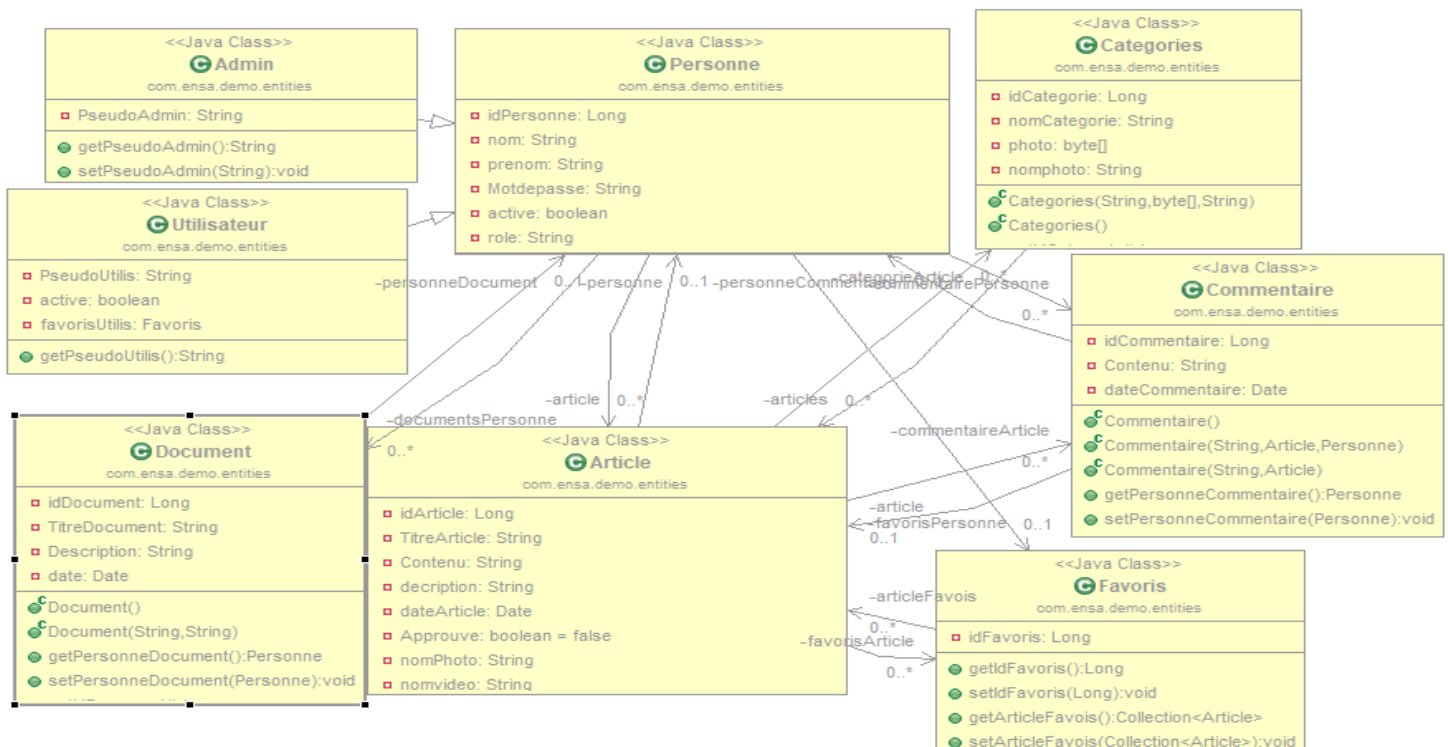 <<Java Class>>
Admin
com.ensa.demo.entities
PseudoAdmin: String
getPseudoAdmin():String
setPseudoAdmin(String):void
<<Java Class>>
Personne
com.ensa.demo.entities
idPersonne: Long
nom: String
prenom: String
Motdepasse: String
active: boolean
role: String
<<Java Class>>
Categories
com.ensa.demo.entities
idCategorie: Long
nomCategorie: String
photo: byte[]
nomphoto: String
Categories(String,byte[],String)
Categories()
<<Java Class>>
Utilisateur
com.ensa.demo.entities
PseudoUtilis: String
active: boolean
favorisUtilis: Favoris
getPseudoUtilis():String
-personneDocument 0..1
-personne 0..1
-personneCommentaire
-categorieArticle 0..*
-commentairePersonne
0..*
<<Java Class>>
Commentaire
com.ensa.demo.entities
idCommentaire: Long
Contenu: String
dateCommentaire: Date
Commentaire()
Commentaire(String,Article,Personne)
Commentaire(String,Article)
getPersonneCommentaire():Personne
setPersonneCommentaire(Personne):void
-article 0..*
-articles 0..*
-documentsPersonne
0..*
-commentaireArticle
0..*
<<Java Class>>
Document
com.ensa.demo.entities
idDocument: Long
TitreDocument: String
Description: String
date: Date
Document()
Document(String,String)
getPersonneDocument():Personne
setPersonneDocument(Personne):void
<<Java Class>>
Article
com.ensa.demo.entities
idArticle: Long
TitreArticle: String
Contenu: String
decription: String
dateArticle: Date
Approuve: boolean = false
nomPhoto: String
nomvideo: String
-article
0..1
-favorisPersonne 0..1
-articleFavois
0..*
-favorisArticle
0..*
<<Java Class>>
Favoris
com.ensa.demo.entities
idFavoris: Long
getIdFavoris():Long
setIdFavoris(Long):void
getArticleFavois():Collection<Article>
setArticleFavois(Collection<Article>):void